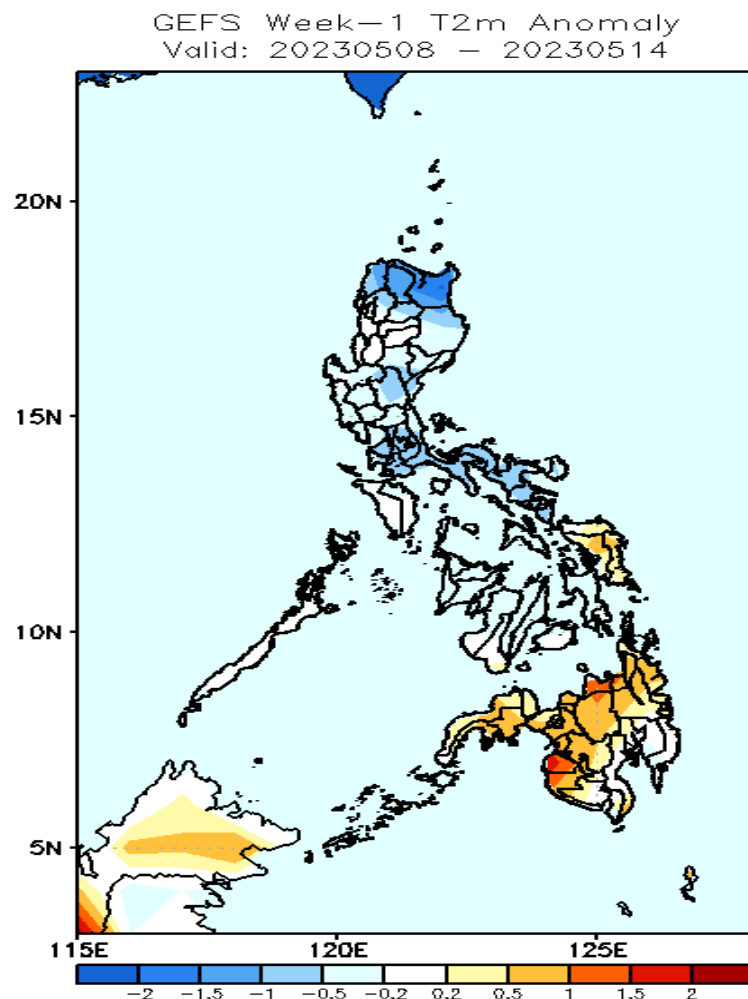 GEFS Week-1 T2m Anomaly
Valid: 20230508 - 20230514
20N
15N
10N
5N
115E 120E 125E
-2 -1.5 -1 -0.5 -0.2 0.2 0.5 1 1.5 2